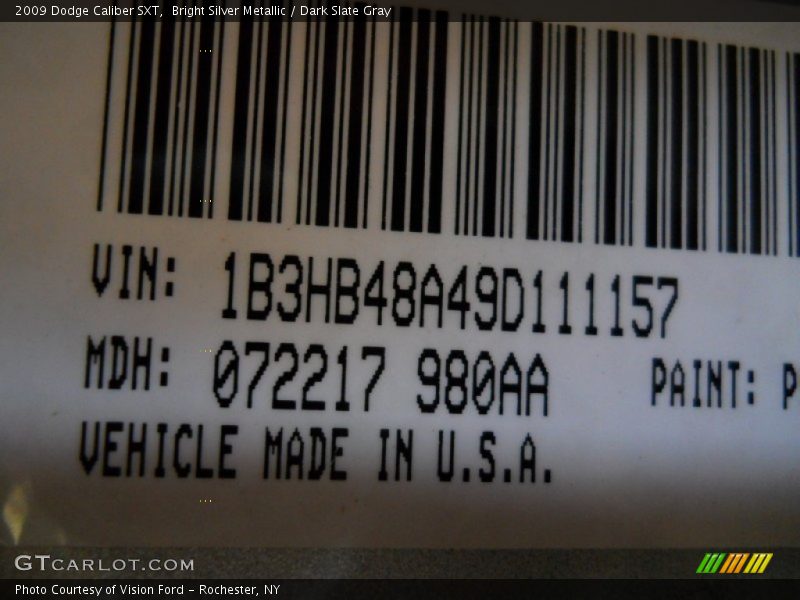 2009 Dodge Caliber SXT,  Bright Silver Metallic / Dark Slate Gray
VIN: 1B3HB48A49D111157
MDH: 072217 980AA PAINT: P
VEHICLE MADE IN U.S.A.
GTCARLOT.COM
Photo Courtesy of Vision Ford – Rochester, NY